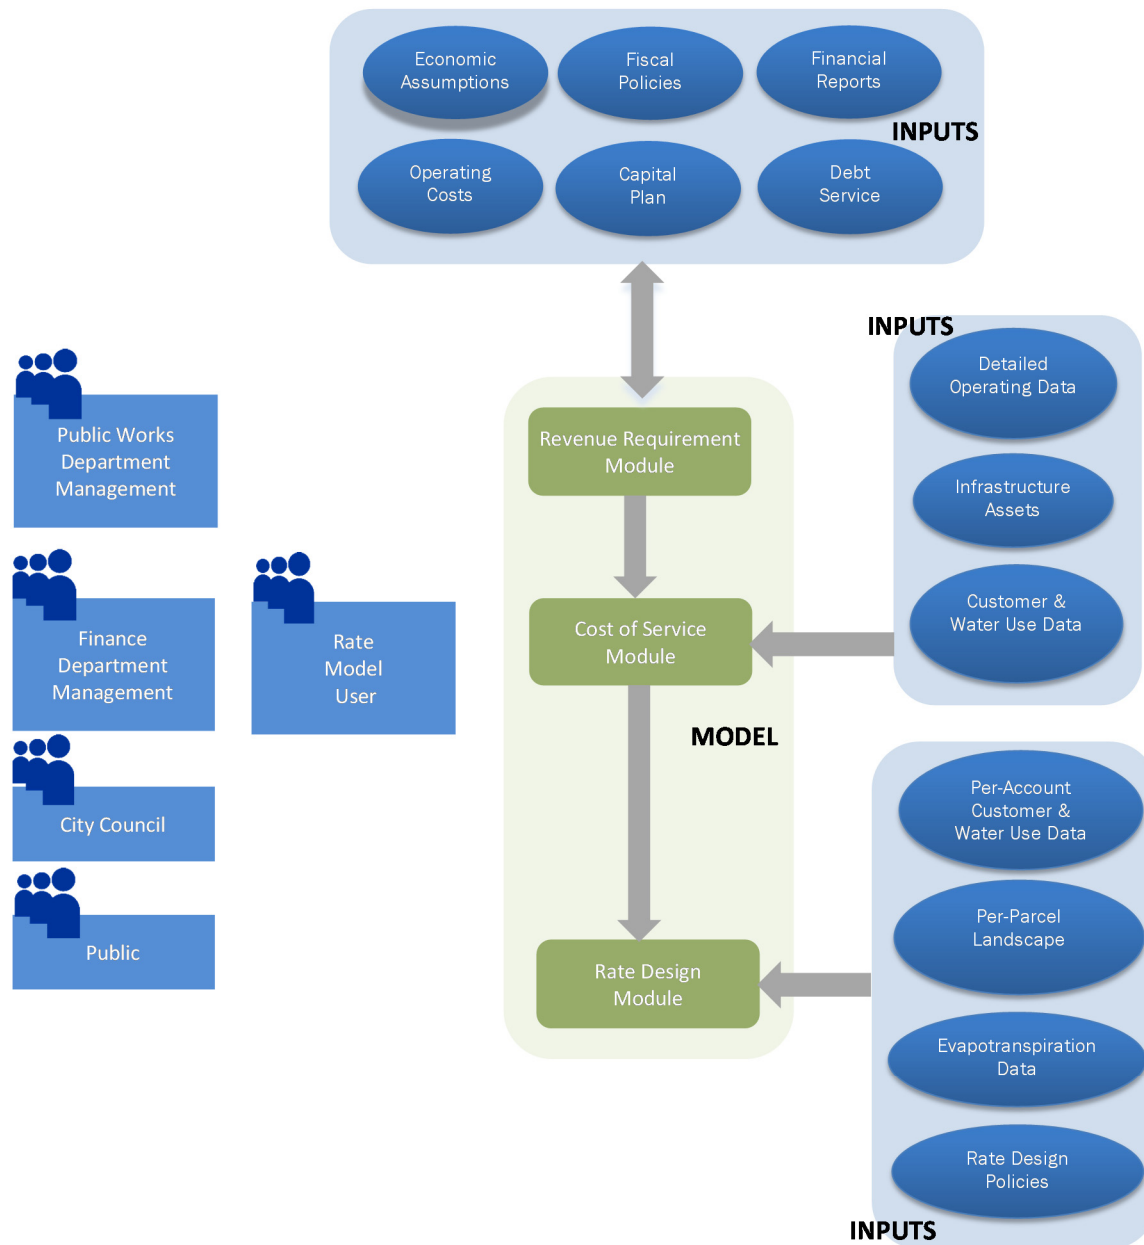 Economic
Assumptions
Fiscal
Policies
Financial
Reports
INPUTS
Operating
Costs
Capital
Plan
Debt
Service
INPUTS
Detailed
Operating Data
Infrastructure
Assets
Customer &
Water Use Data
Public Works
Department
Management
Finance
Department
Management
City Council
Public
Rate
Model
User
Revenue Requirement
Module
Cost of Service
Module
MODEL
Rate Design
Module
Per-Account
Customer &
Water Use Data
Per-Parcel
Landscape
Evapotranspiration
Data
Rate Design
Policies
INPUTS